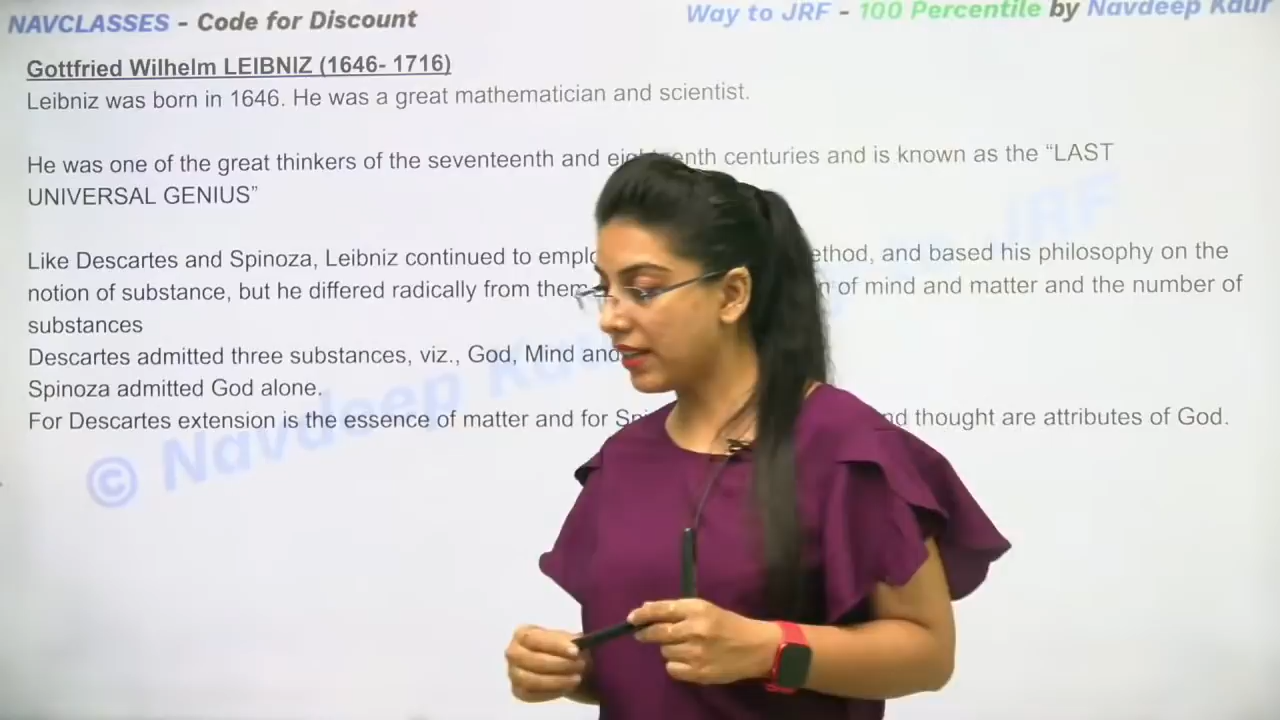 NAVCLASSES - Code for Discount
Way to JRF - 100 Percentile by Navdeep Kaur
Gottfried Wilhelm LEIBNIZ (1646- 1716)
Leibniz was born in 1646. He was a great mathematician and scientist.
He was one of the great thinkers of the seventeenth and eighteenth centuries and is known as the “LAST
UNIVERSAL GENIUS”
Like Descartes and Spinoza, Leibniz continued to method, and based his philosophy on the
notion of substance, but he differed radically from them of mind and matter and the number of
substances
Descartes admitted three substances, viz., God, Mind and
Spinoza admitted God alone.
For Descartes extension is the essence of matter and for and thought are attributes of God.
© Navdeep Kaur JRF